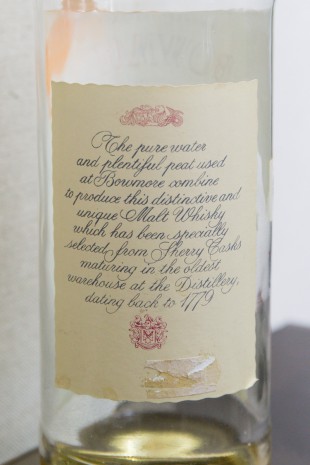 The pure water
and plentiful peat used
at Bowmore combine
to produce this distinctive and
unique Malt Whisky
which has been specially
selected from Sherry Casks
maturing in the oldest
warehouse at the Distillery,
dating back to 1779